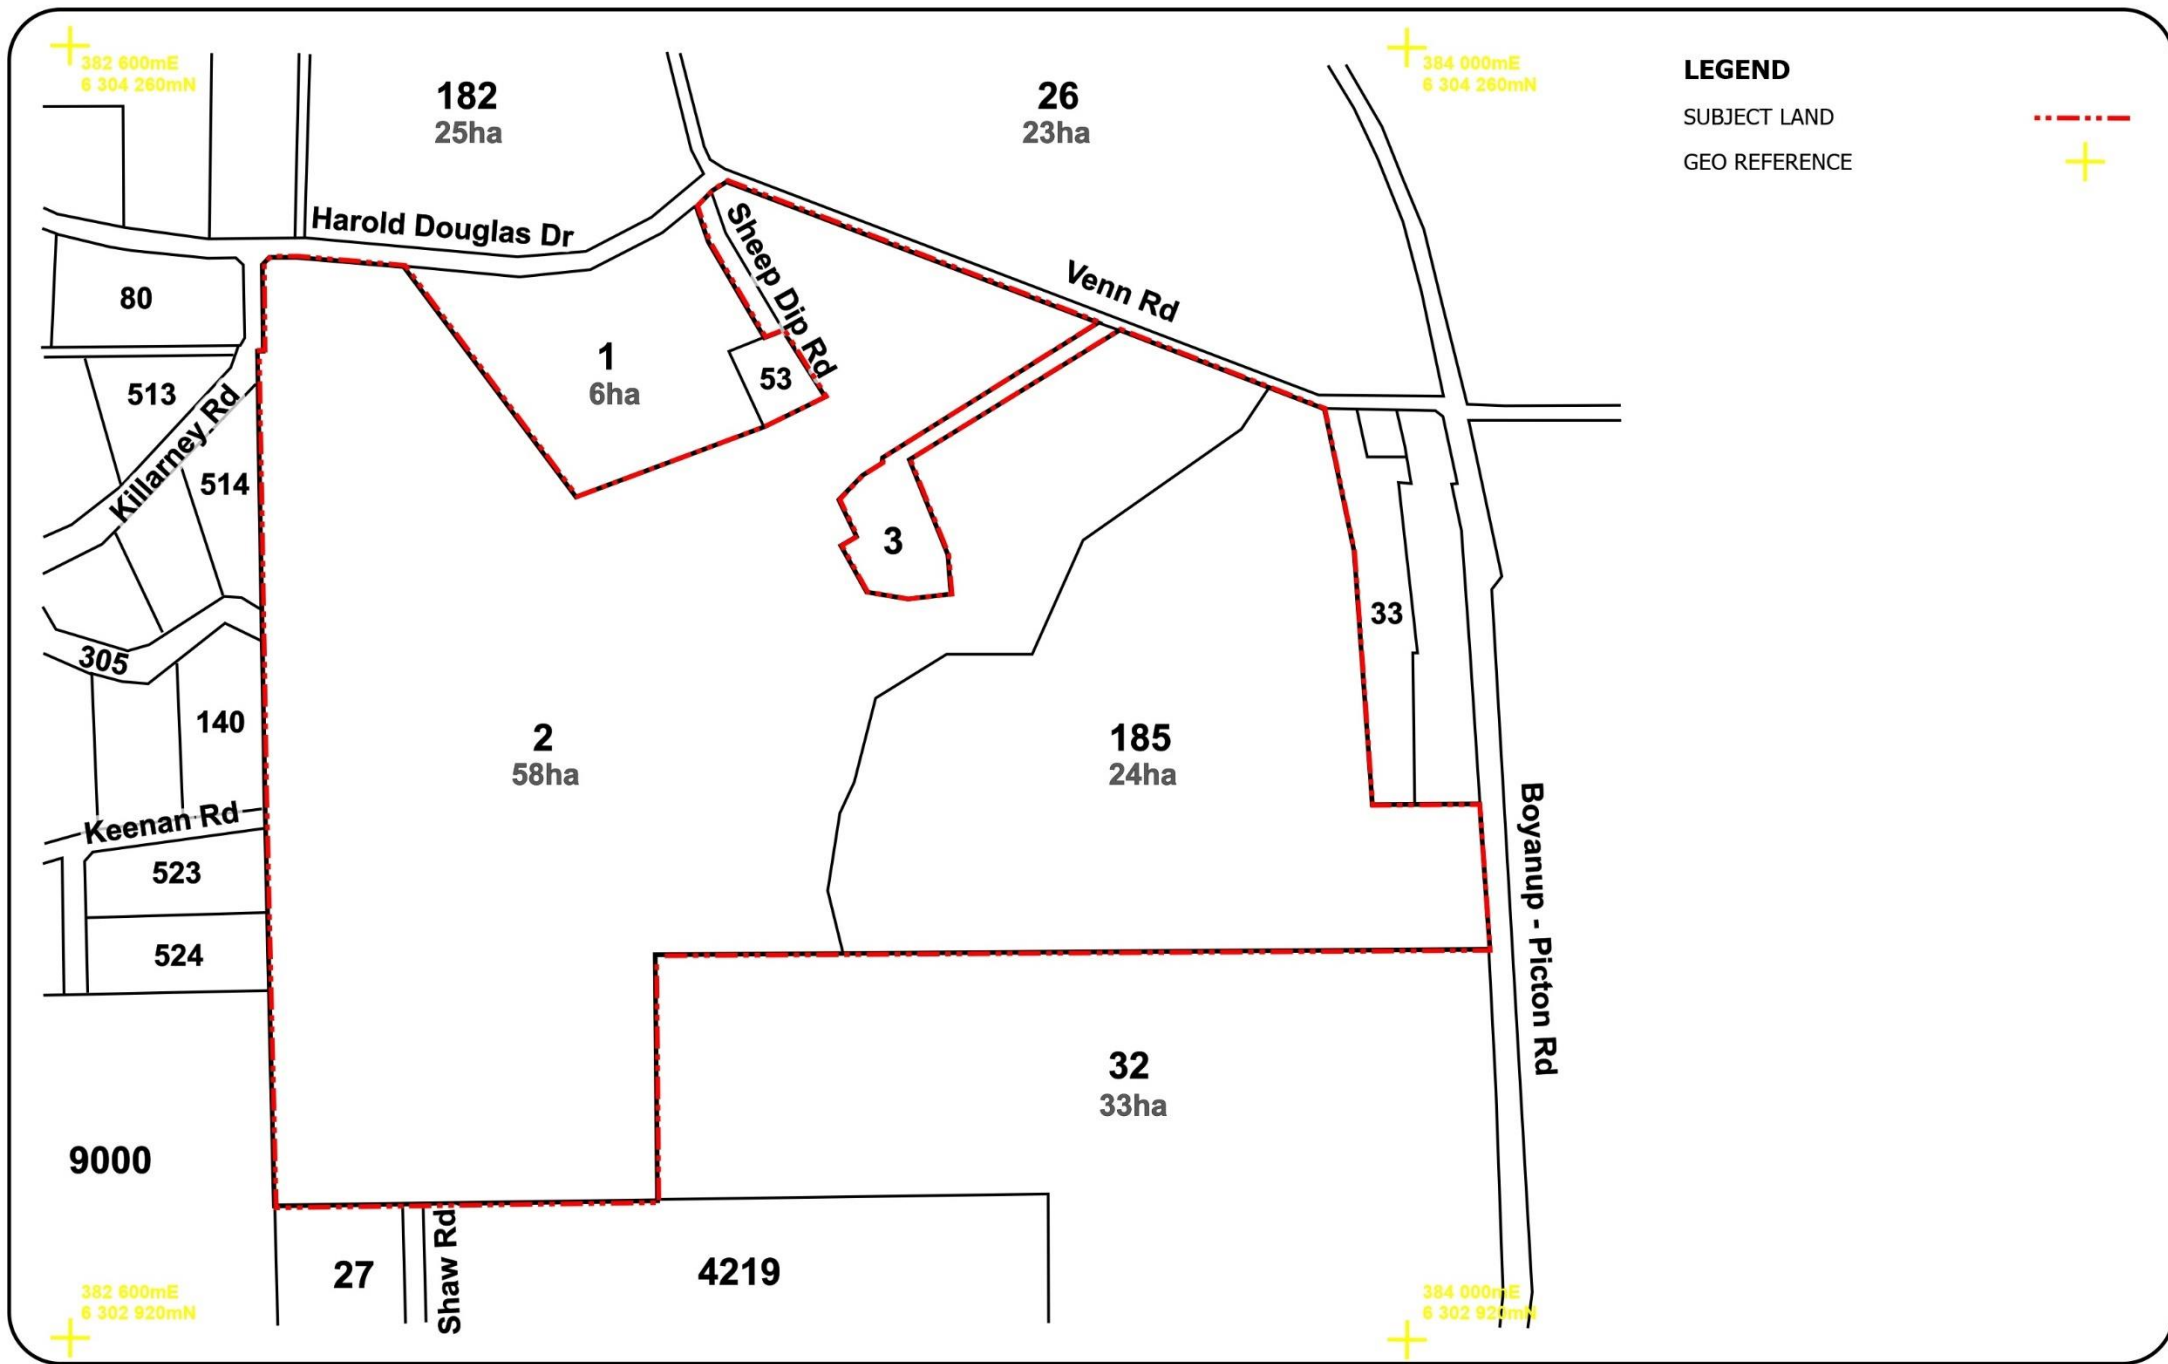 382 600mE
6 304 260mN
182
25ha
26
23ha
384 000mE
6 304 260mN
LEGEND
SUBJECT LAND
GEO REFERENCE
Harold Douglas Dr
Sheep Dip Rd
Venn Rd
80
1
6ha
53
513
Killarney Rd
514
3
33
305
140
2
58ha
185
24ha
Keenan Rd
523
524
Boyanup - Picton Rd
32
33ha
9000
27
Shaw Rd
4219
382 600mE
6 302 920mN
384 000mE
6 302 920mN